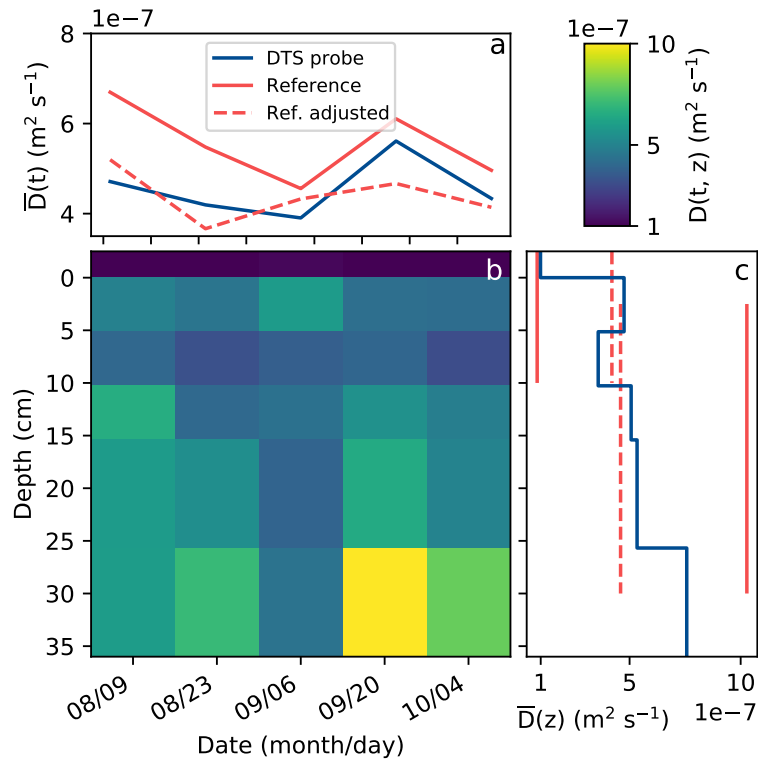 1e−7
8
6
4
D̅(t) (m² s⁻¹)
DTS probe
Reference
Ref. adjusted
a
1e−7
10
5
1
D(t, z) (m² s⁻¹)
b
0
5
10
15
20
25
30
35
Depth (cm)
08/09
08/23
09/06
09/20
10/04
Date (month/day)
c
1
5
10
D̅(z) (m² s⁻¹)
1e−7